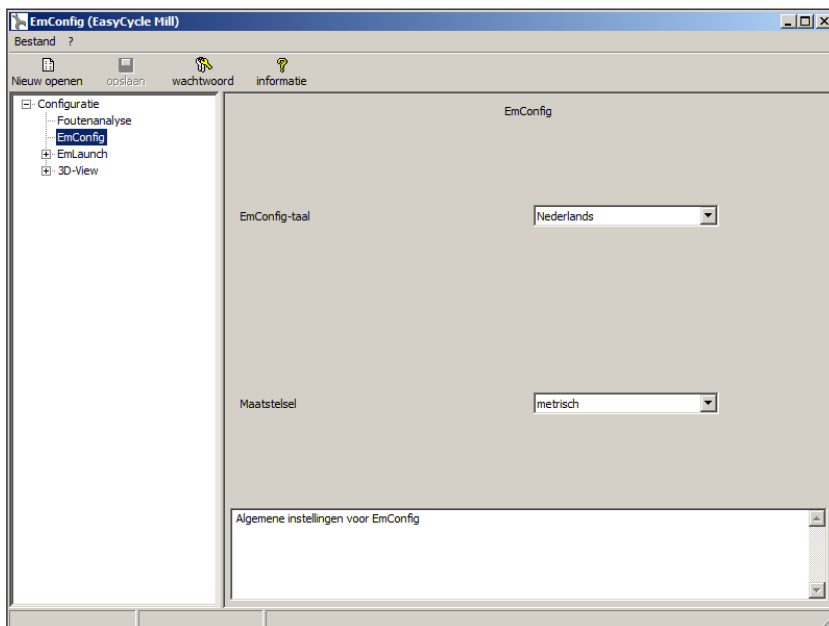 EmConfig (EasyCycle Mill)
Bestand ?
Nieuw openen opslaan wachtwoord informatie
Configuratie
Foutenanalyse
EmConfig
EmLaunch
3D-View
EmConfig
EmConfig-taal Nederlands
Maatstelsel metrisch
Algemene instellingen voor EmConfig